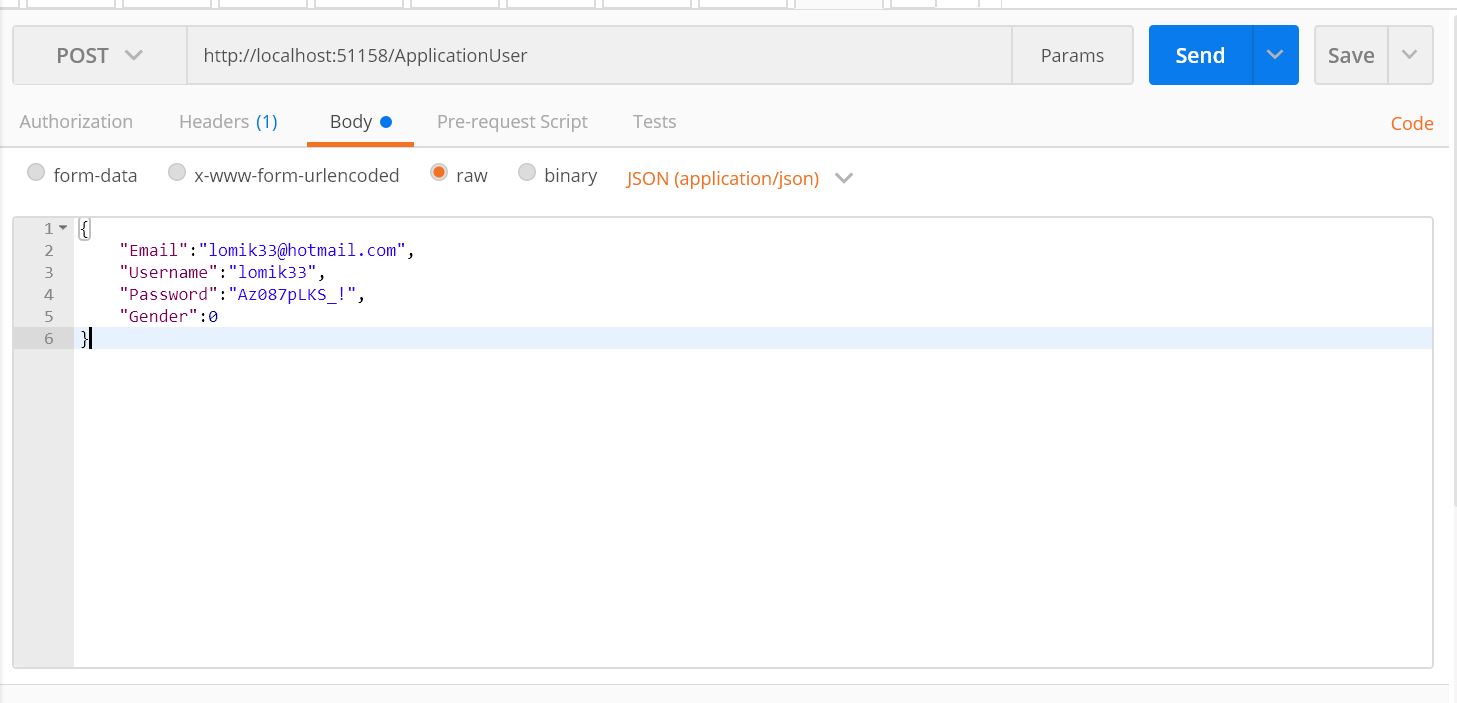 POST http://localhost:51158/ApplicationUser Params Send Save
Authorization Headers (1) Body Pre-request Script Tests Code
form-data x-www-form-urlencoded raw binary JSON (application/json)
1 {
2 "Email":"lomik33@hotmail.com",
3 "Username":"lomik33",
4 "Password":"Az087pLKS_!",
5 "Gender":0
6 }